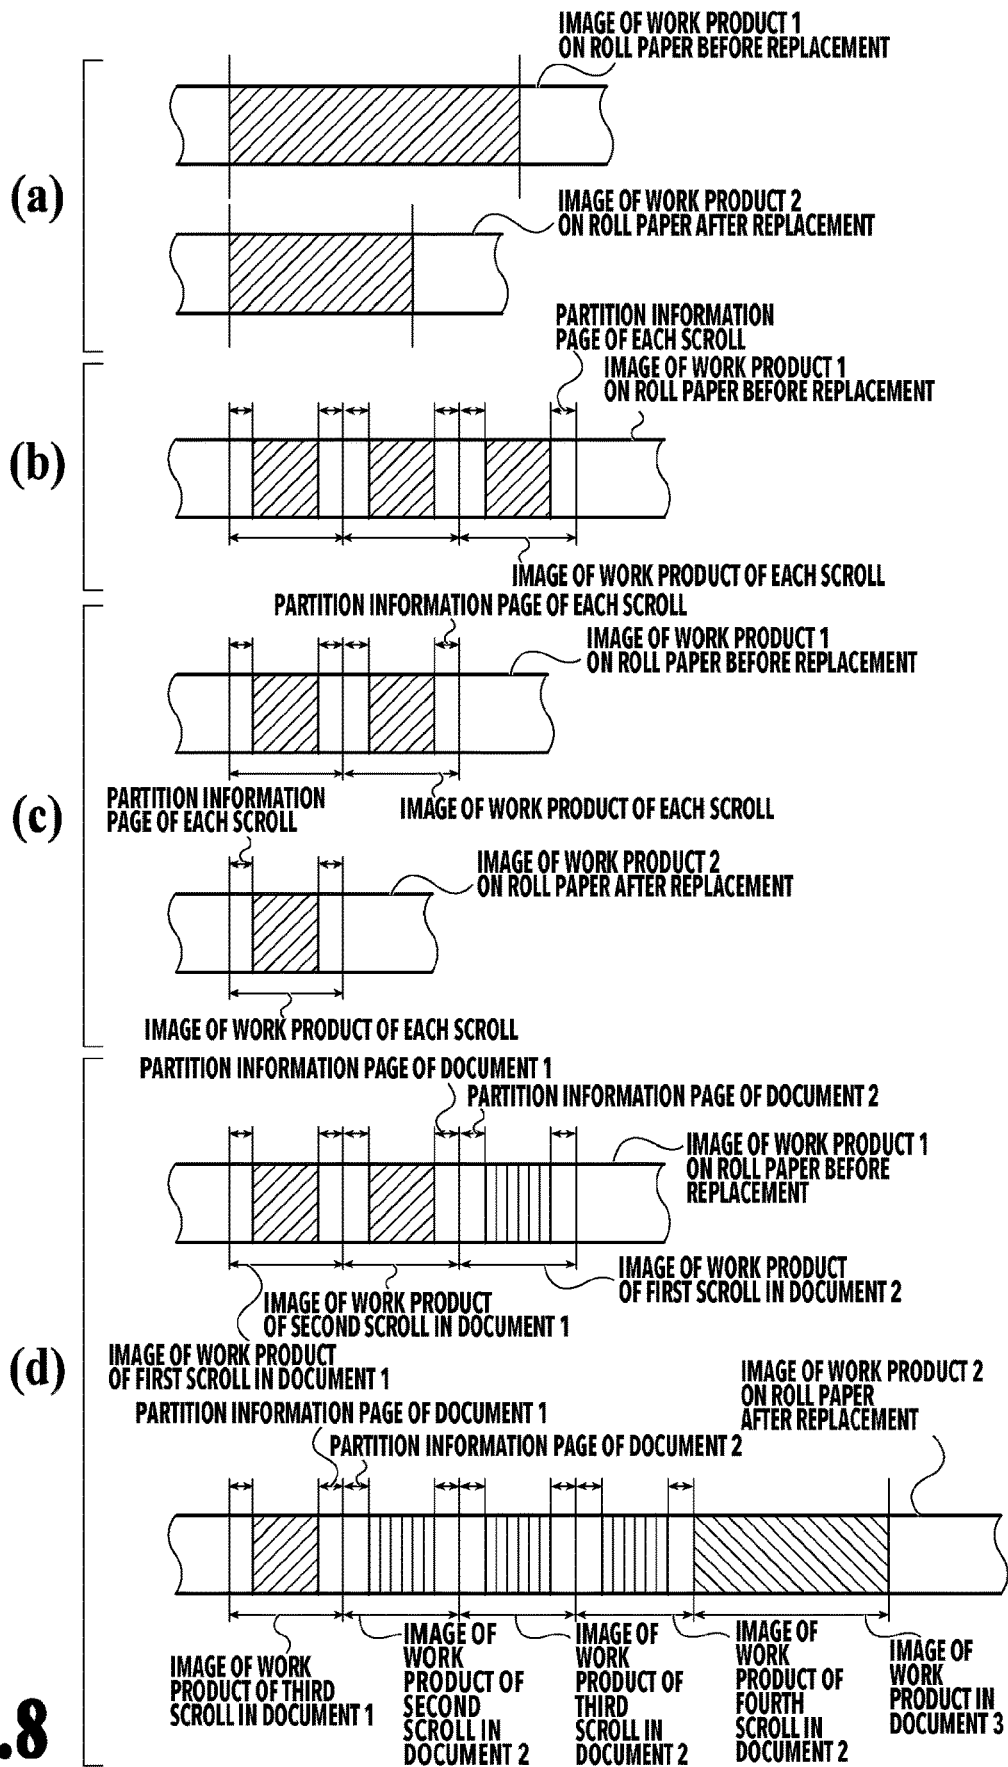 IMAGE OF WORK PRODUCT 1
ON ROLL PAPER BEFORE REPLACEMENT
(a)
IMAGE OF WORK PRODUCT 2
ON ROLL PAPER AFTER REPLACEMENT
PARTITION INFORMATION
PAGE OF EACH SCROLL
IMAGE OF WORK PRODUCT 1
ON ROLL PAPER BEFORE REPLACEMENT
(b)
IMAGE OF WORK PRODUCT OF EACH SCROLL
PARTITION INFORMATION PAGE OF EACH SCROLL
IMAGE OF WORK PRODUCT 1
ON ROLL PAPER BEFORE REPLACEMENT
(c)
PARTITION INFORMATION
PAGE OF EACH SCROLL
IMAGE OF WORK PRODUCT OF EACH SCROLL
IMAGE OF WORK PRODUCT 2
ON ROLL PAPER AFTER REPLACEMENT
IMAGE OF WORK PRODUCT OF EACH SCROLL
PARTITION INFORMATION PAGE OF DOCUMENT 1
PARTITION INFORMATION PAGE OF DOCUMENT 2
IMAGE OF WORK PRODUCT 1
ON ROLL PAPER BEFORE
REPLACEMENT
IMAGE OF WORK PRODUCT
OF FIRST SCROLL IN DOCUMENT 2
IMAGE OF WORK PRODUCT
OF SECOND SCROLL IN DOCUMENT 1
(d)
IMAGE OF WORK PRODUCT
OF FIRST SCROLL IN DOCUMENT 1
IMAGE OF WORK PRODUCT 2
ON ROLL PAPER
AFTER REPLACEMENT
PARTITION INFORMATION PAGE OF DOCUMENT 1
PARTITION INFORMATION PAGE OF DOCUMENT 2
IMAGE OF WORK
PRODUCT OF THIRD
SCROLL IN DOCUMENT 1
IMAGE OF
WORK
PRODUCT OF
SECOND
SCROLL IN
DOCUMENT 2
IMAGE OF
WORK
PRODUCT OF
THIRD
SCROLL IN
DOCUMENT 2
IMAGE OF
WORK
PRODUCT OF
FOURTH
SCROLL IN
DOCUMENT 2
IMAGE OF
WORK
PRODUCT IN
DOCUMENT 3
.8